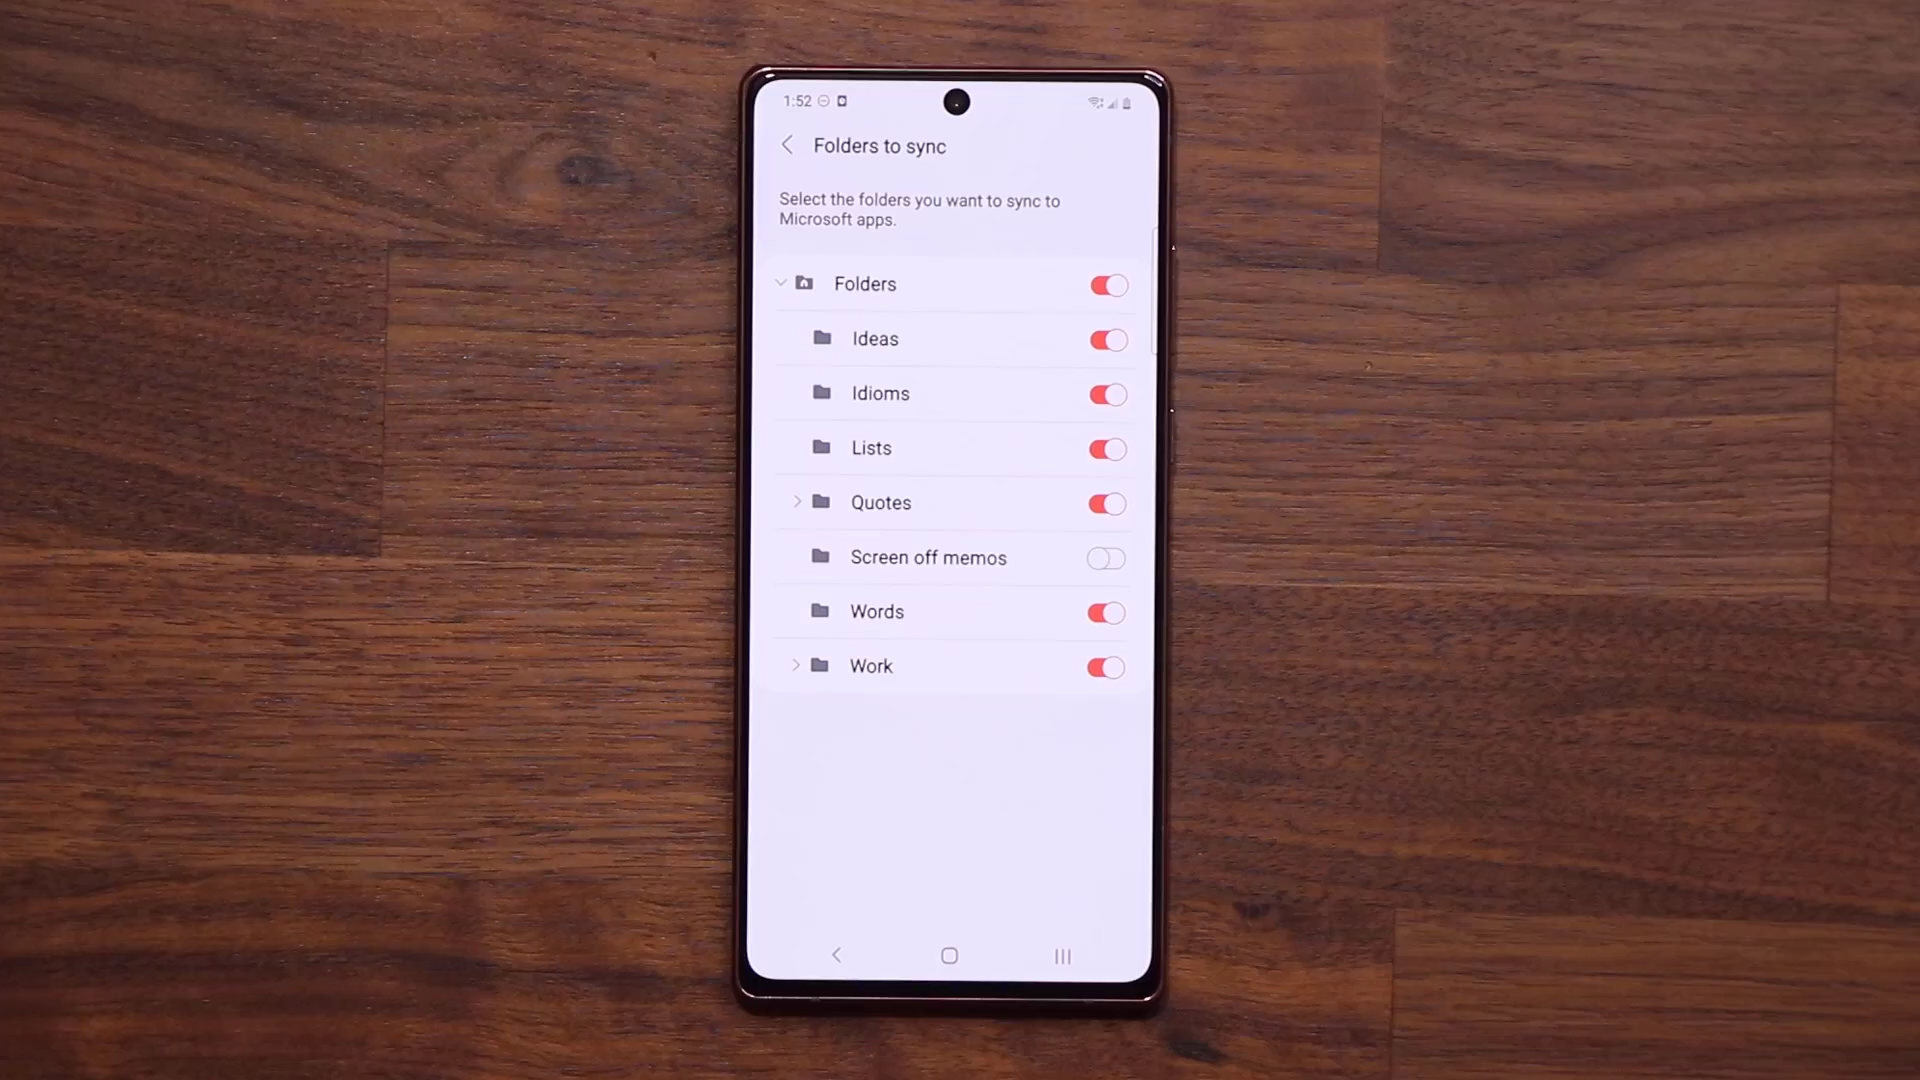 1:52
Folders to sync
Select the folders you want to sync to
Microsoft apps.
Folders
Ideas
Idioms
Lists
Quotes
Screen off memos
Words
Work